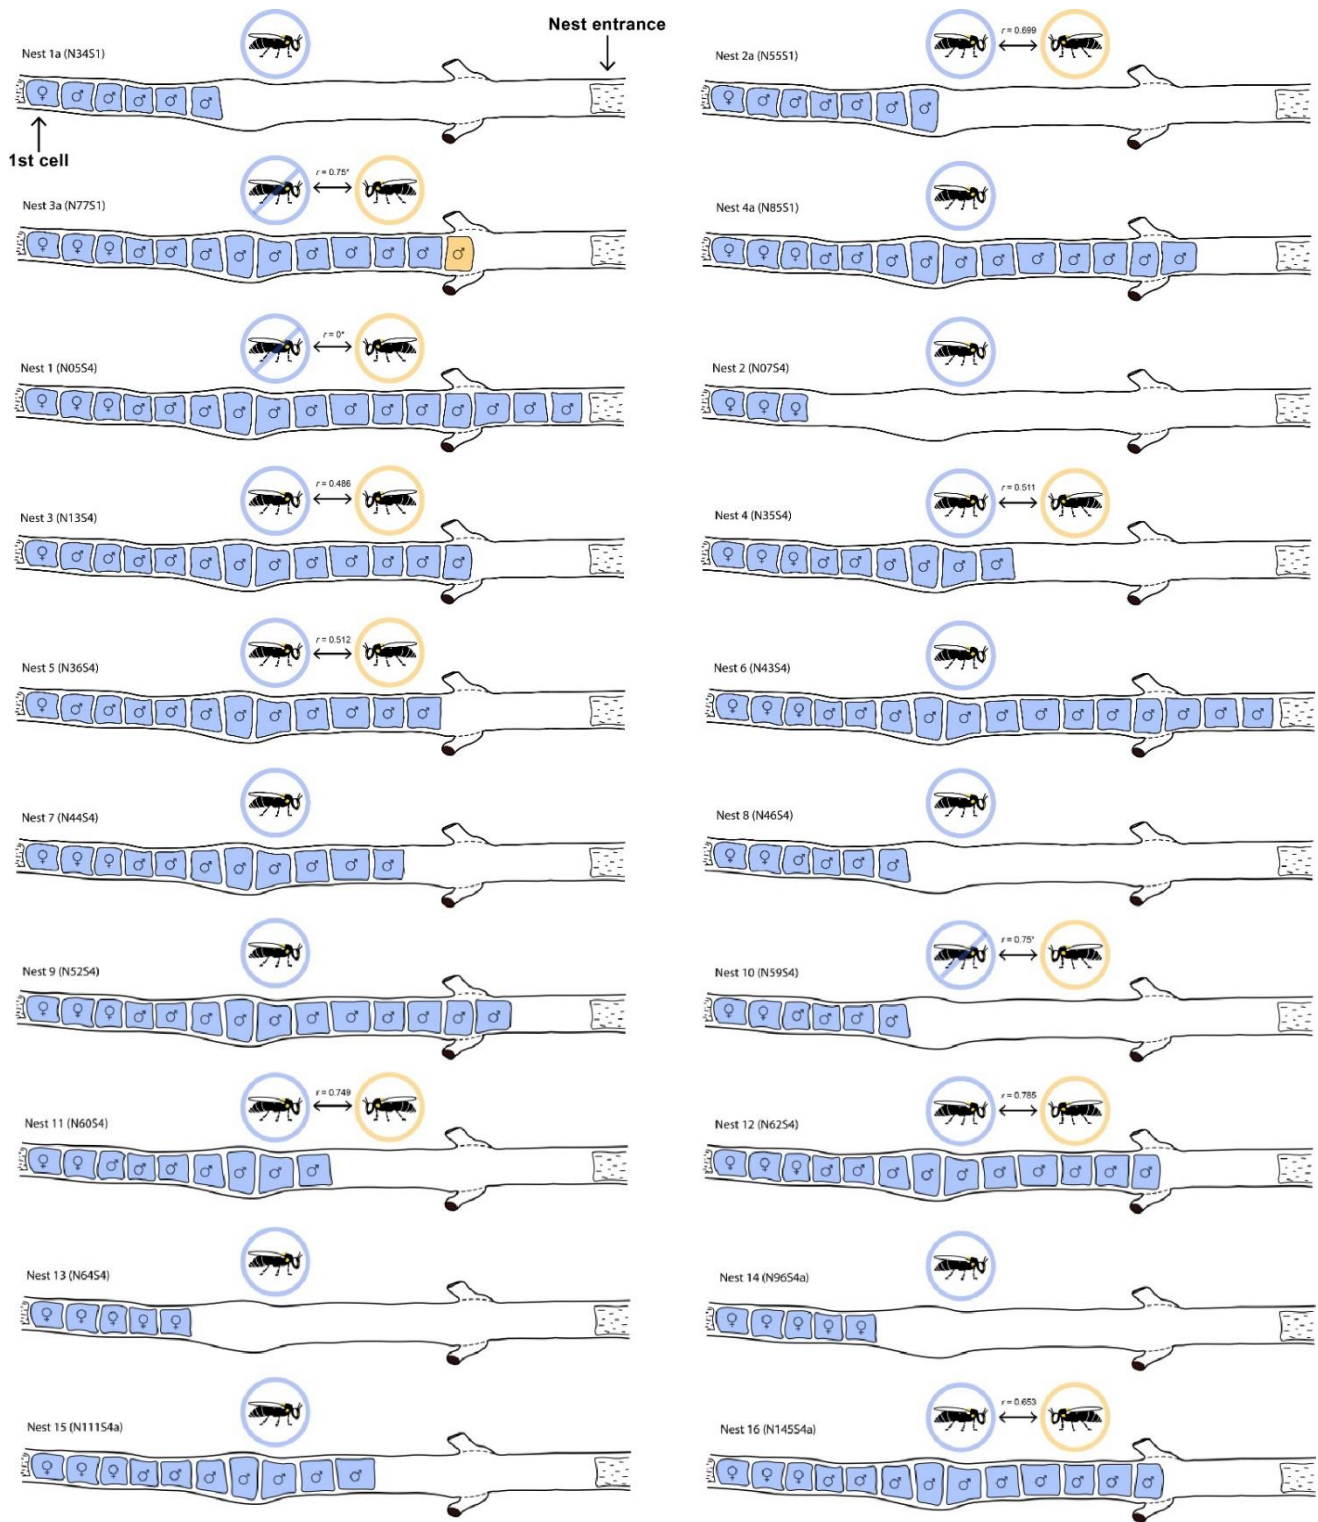 Nest entrance
Nest 1a (N34S1)
1st cell
r = 0.699
Nest 2a (N55S1)
r = 0.75*
Nest 3a (N77S1)
Nest 4a (N85S1)
r = 0*
Nest 1 (N05S4)
Nest 2 (N07S4)
r = 0.486
Nest 3 (N13S4)
r = 0.511
Nest 4 (N35S4)
r = 0.512
Nest 5 (N36S4)
Nest 6 (N43S4)
Nest 7 (N44S4)
Nest 8 (N46S4)
Nest 9 (N52S4)
r = 0.75*
Nest 10 (N59S4)
r = 0.749
Nest 11 (N60S4)
r = 0.785
Nest 12 (N62S4)
Nest 13 (N64S4)
Nest 14 (N96S4a)
Nest 15 (N111S4a)
r = 0.653
Nest 16 (N145S4a)